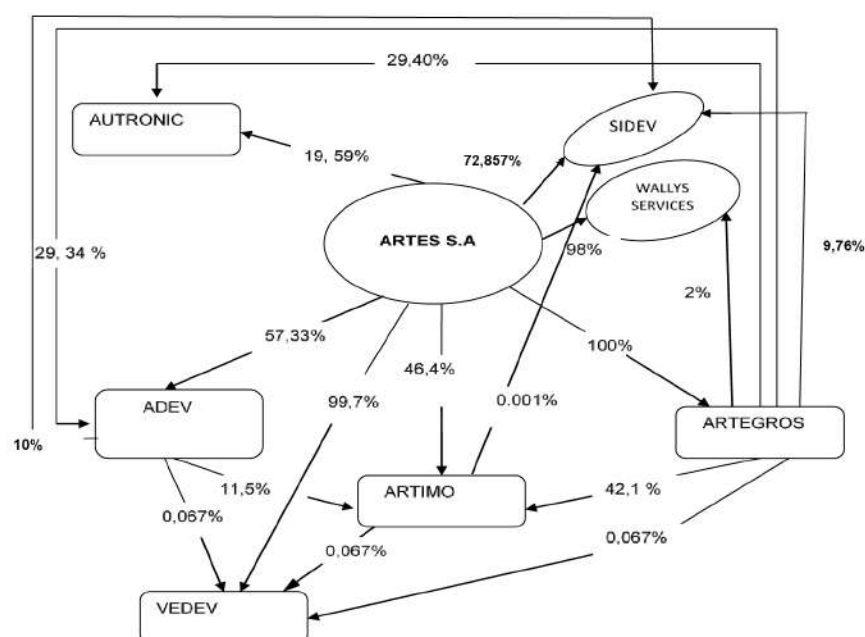 29,40%
AUTRONIC
SIDEV
19, 59%
72,857%
WALLYS
SERVICES
ARTES S.A
29, 34 %
98%
9,76%
2%
57,33%
100%
46,4%
ADEV
99,7%
0.001%
ARTEGROS
10%
11,5%
ARTIMO
42,1 %
0,067%
0,067%
0,067%
VEDEV